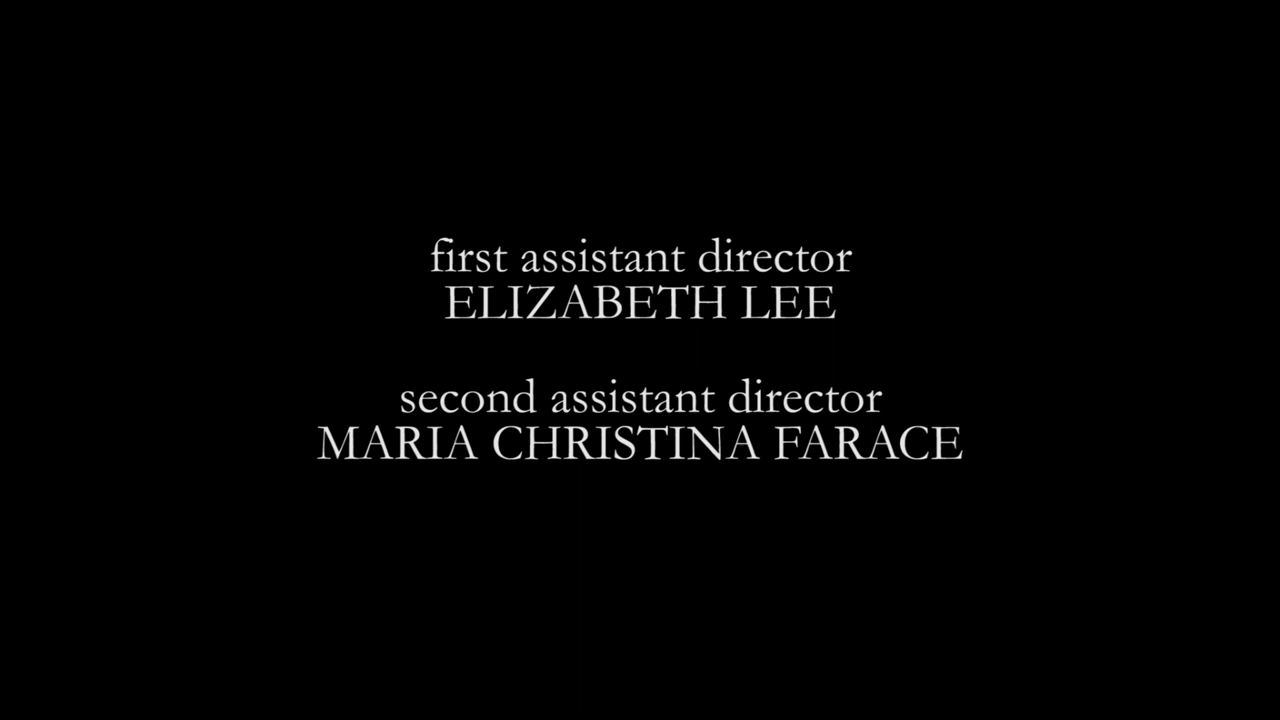 first assistant director
ELIZABETH LEE
second assistant director
MARIA CHRISTINA FARACE